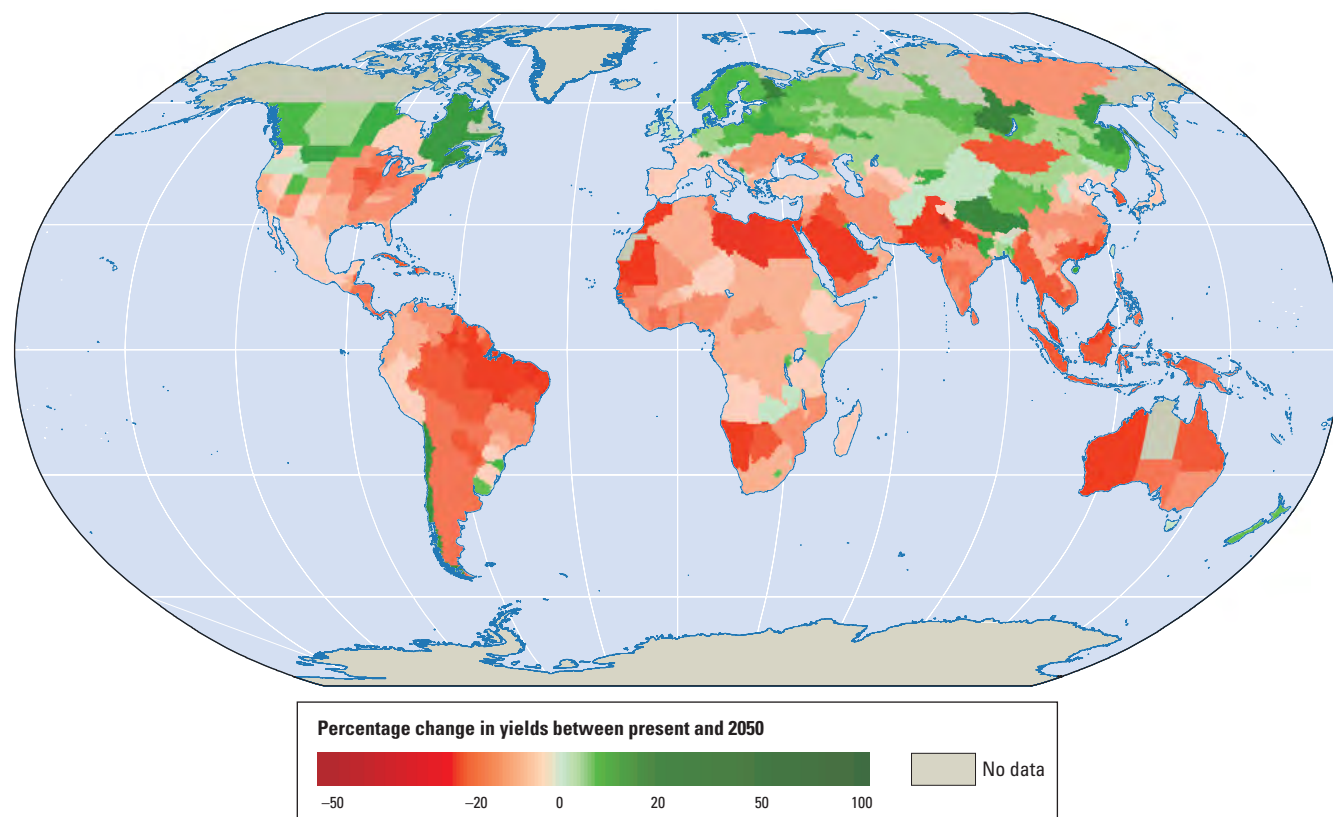 Percentage change in yields between present and 2050
–50 –20 0 20 50 100
No data